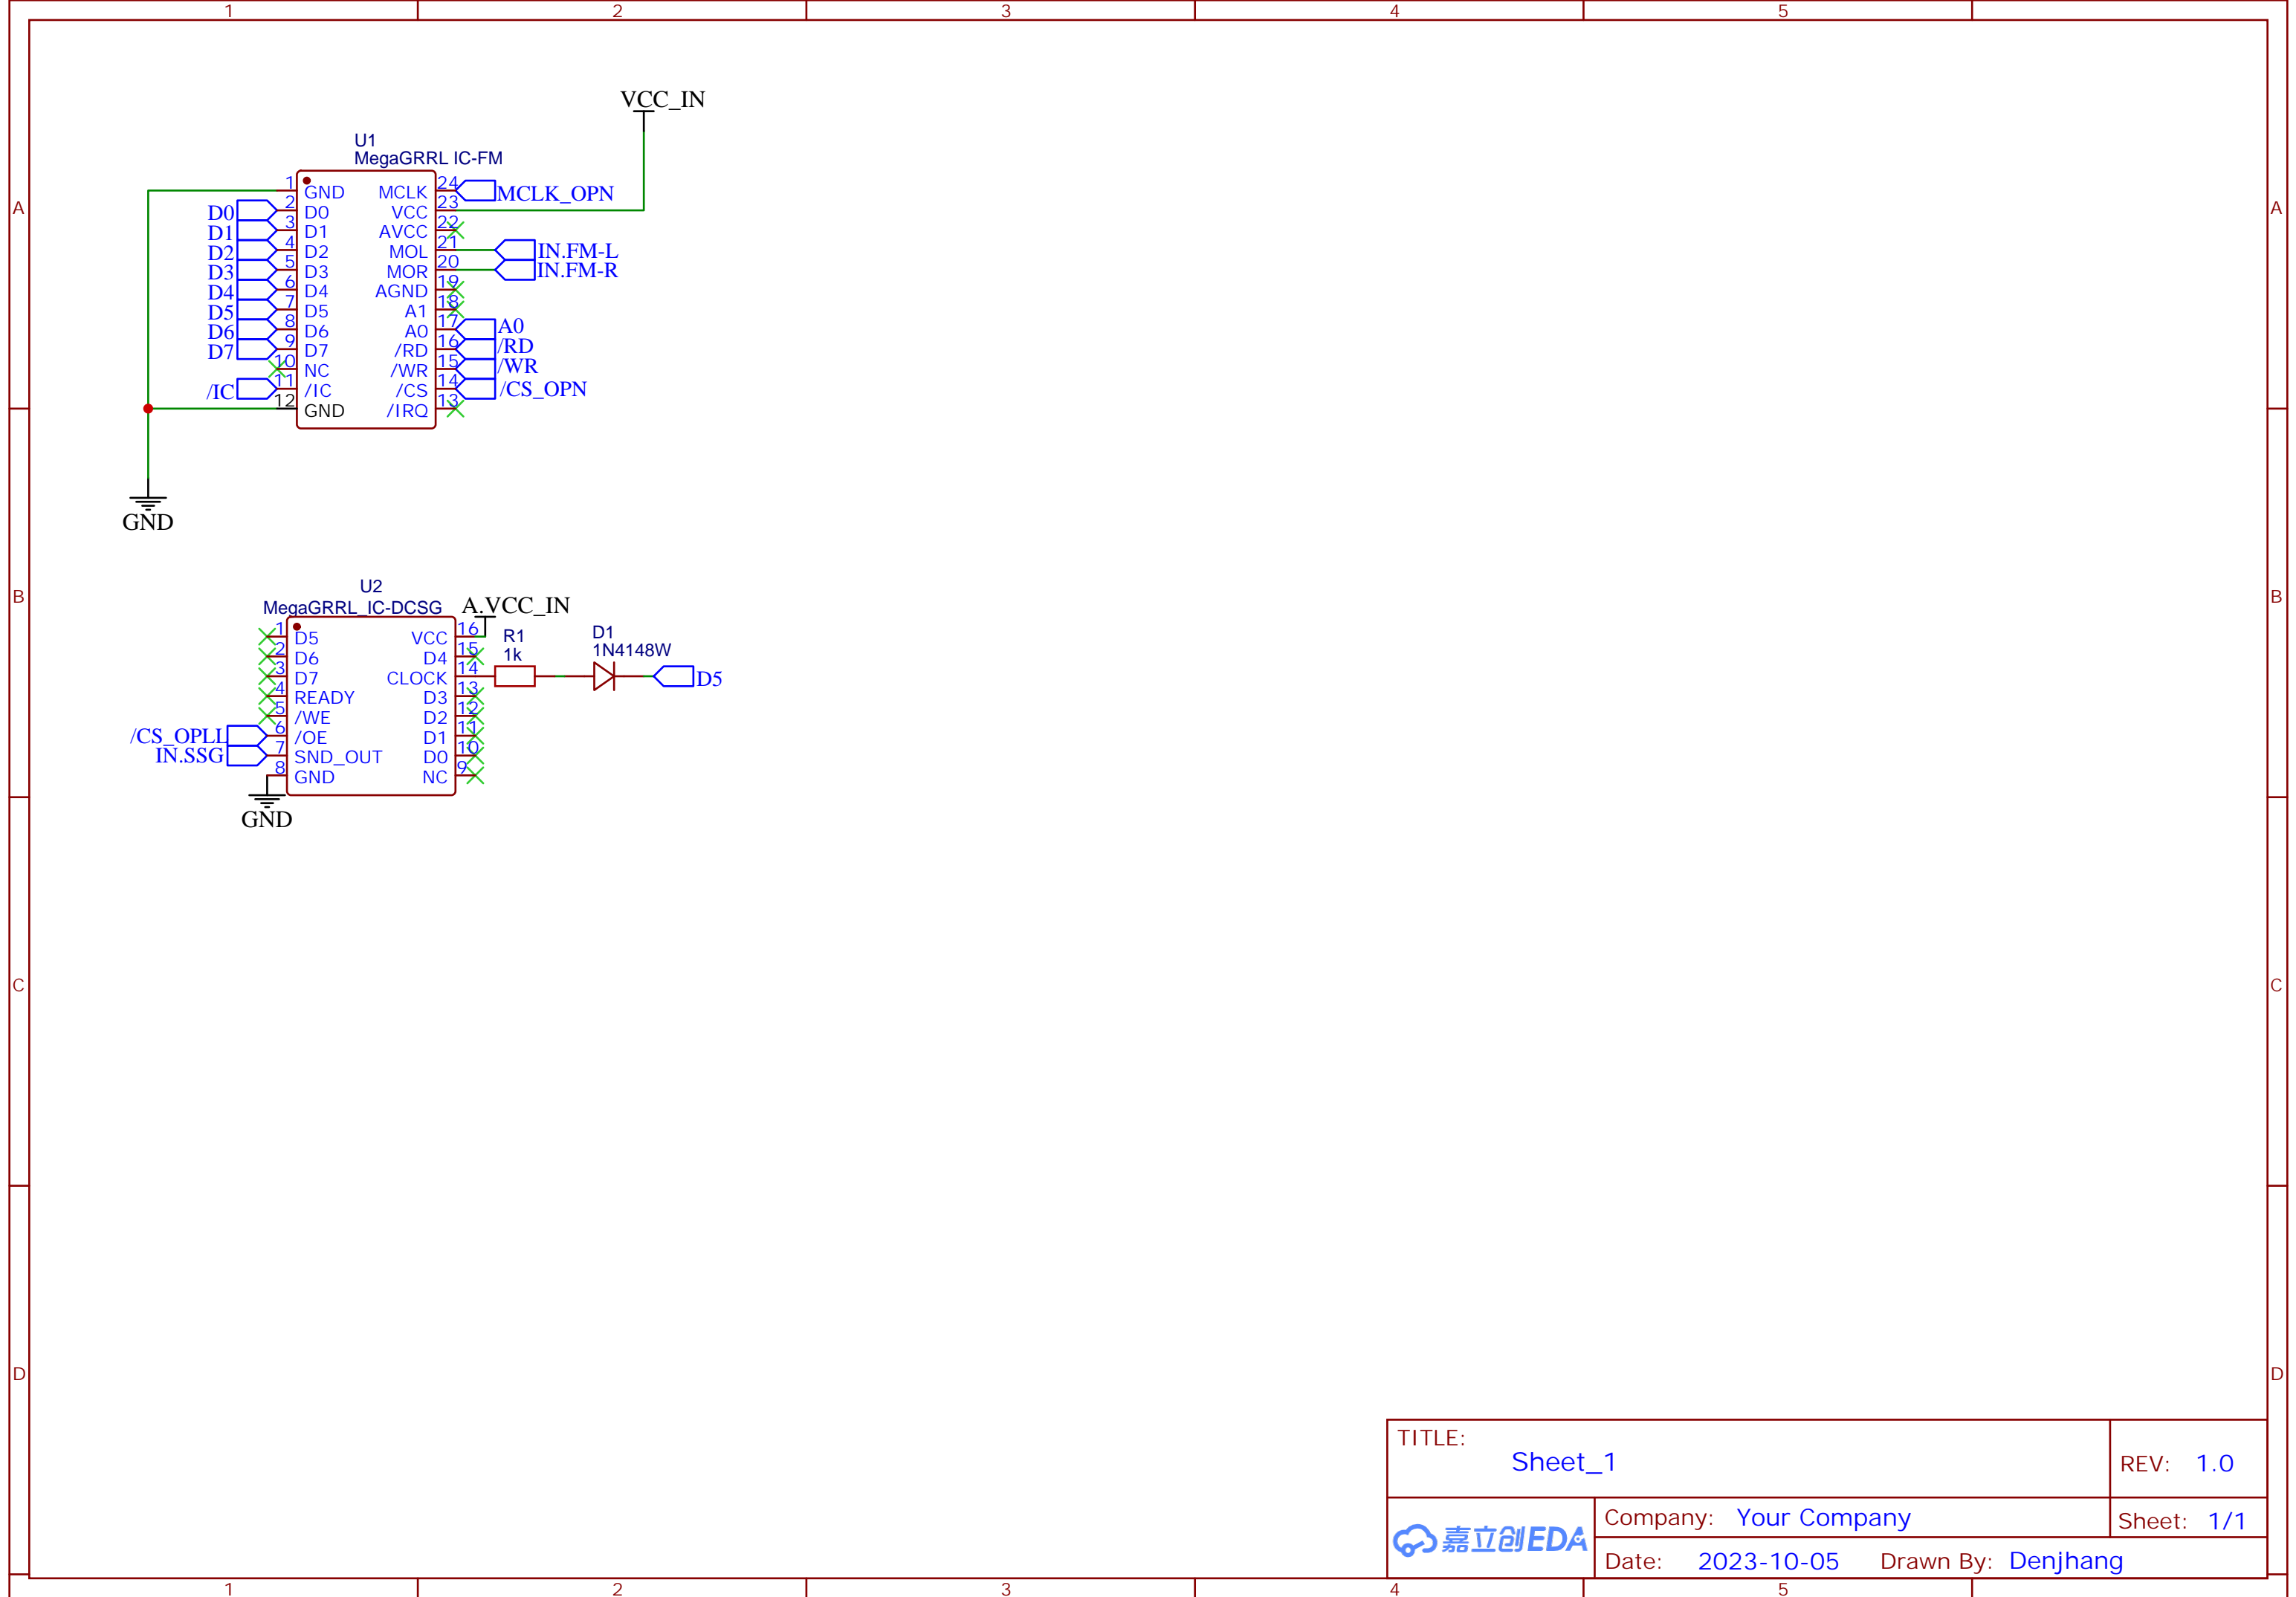 1 2 3 4 5
VCC_IN
U1
MegaGRRL IC-FM
1 GND MCLK 24 MCLK_OPN
D0 2 D0 VCC 23
D1 3 D1 AVCC 22
D2 4 D2 MOL 21 IN.FM-L
D3 5 D3 MOR 20 IN.FM-R
D4 6 D4 AGND 19
D5 7 D5 A1 18
D6 8 D6 A0 17 A0
D7 9 D7 /RD 16 /RD
10 NC /WR 15 /WR
/IC 11 /IC /CS 14 /CS_OPN
12 GND /IRQ 13
A A
GND
U2
MegaGRRL_IC-DCSG A.VCC_IN
B B
1 D5 VCC 16
2 D6 D4 15
3 D7 CLOCK 14
R1
1k
D1
1N4148W
D5
4 READY D3 13
5 /WE D2 12
/CS_OPLL 6 /OE D1 11
IN.SSG 7 SND_OUT D0 10
8 GND NC 9
GND
C C
D D
TITLE:
Sheet_1
REV: 1.0
嘉立创EDA
Company: Your Company
Sheet: 1/1
Date: 2023-10-05 Drawn By: Denjhang
1 2 3 4 5